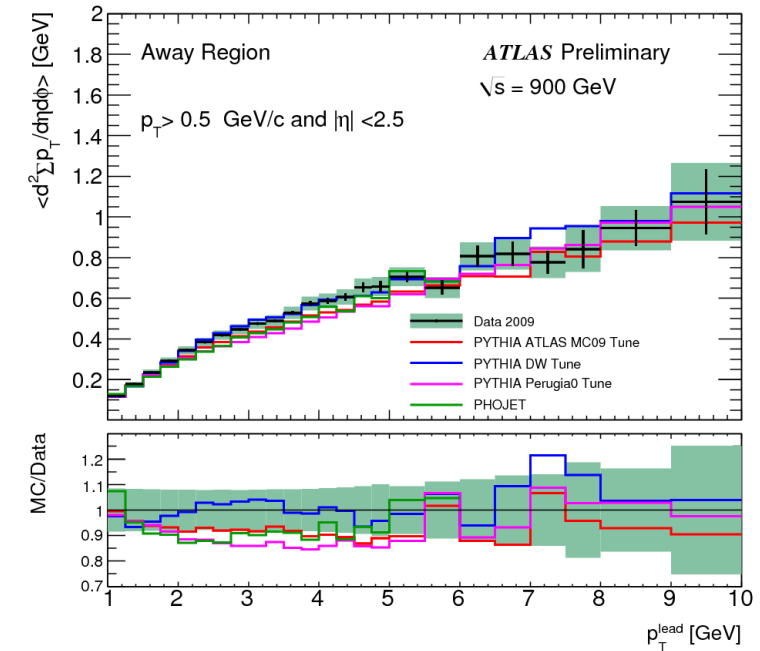 <d²Σp_T/dηdϕ> [GeV]
2
1.8
1.6
1.4
1.2
1
0.8
0.6
0.4
0.2
Away Region
ATLAS Preliminary
√s = 900 GeV
p_T> 0.5 GeV/c and |η| <2.5
Data 2009
PYTHIA ATLAS MC09 Tune
PYTHIA DW Tune
PYTHIA Perugia0 Tune
PHOJET
MC/Data
1.2
1.1
1
0.9
0.8
0.7
1 2 3 4 5 6 7 8 9 10
p_T^lead [GeV]